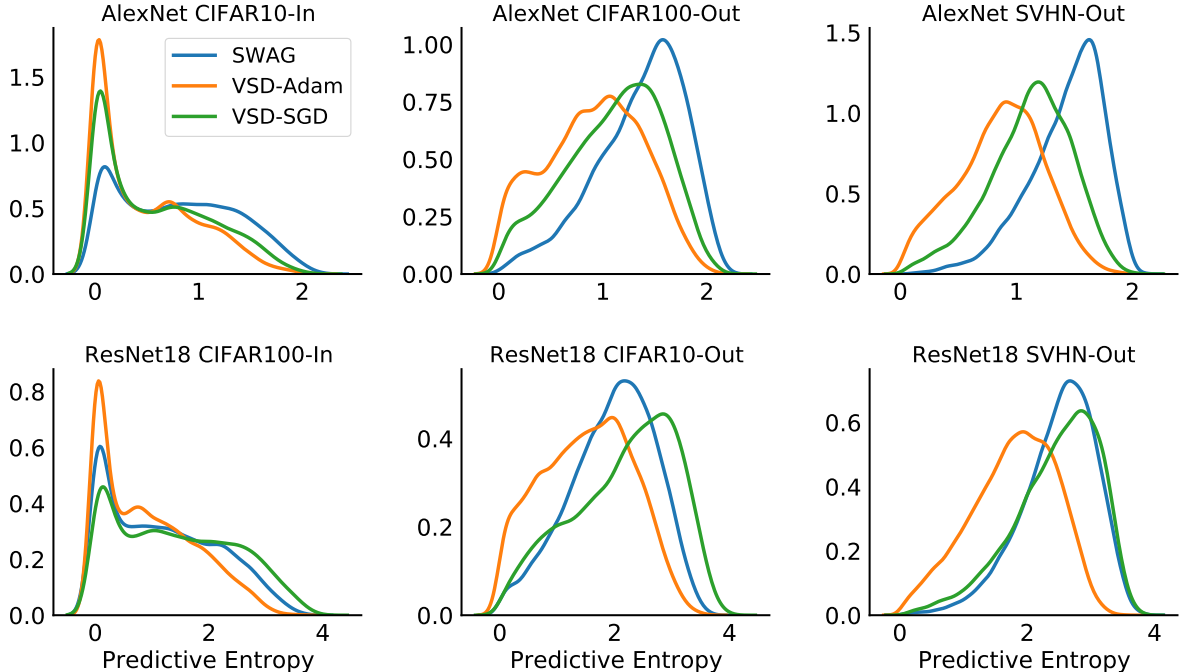 AlexNet CIFAR10-In
AlexNet CIFAR100-Out
AlexNet SVHN-Out
SWAG
VSD-Adam
VSD-SGD
1.5
1.0
0.5
0.0
0 1 2
1.00
0.75
0.50
0.25
0.00
0 1 2
1.5
1.0
0.5
0.0
0 1 2
ResNet18 CIFAR100-In
ResNet18 CIFAR10-Out
ResNet18 SVHN-Out
0.8
0.6
0.4
0.2
0.0
0 2 4
Predictive Entropy
0.4
0.2
0.0
0 2 4
Predictive Entropy
0.6
0.4
0.2
0.0
0 2 4
Predictive Entropy